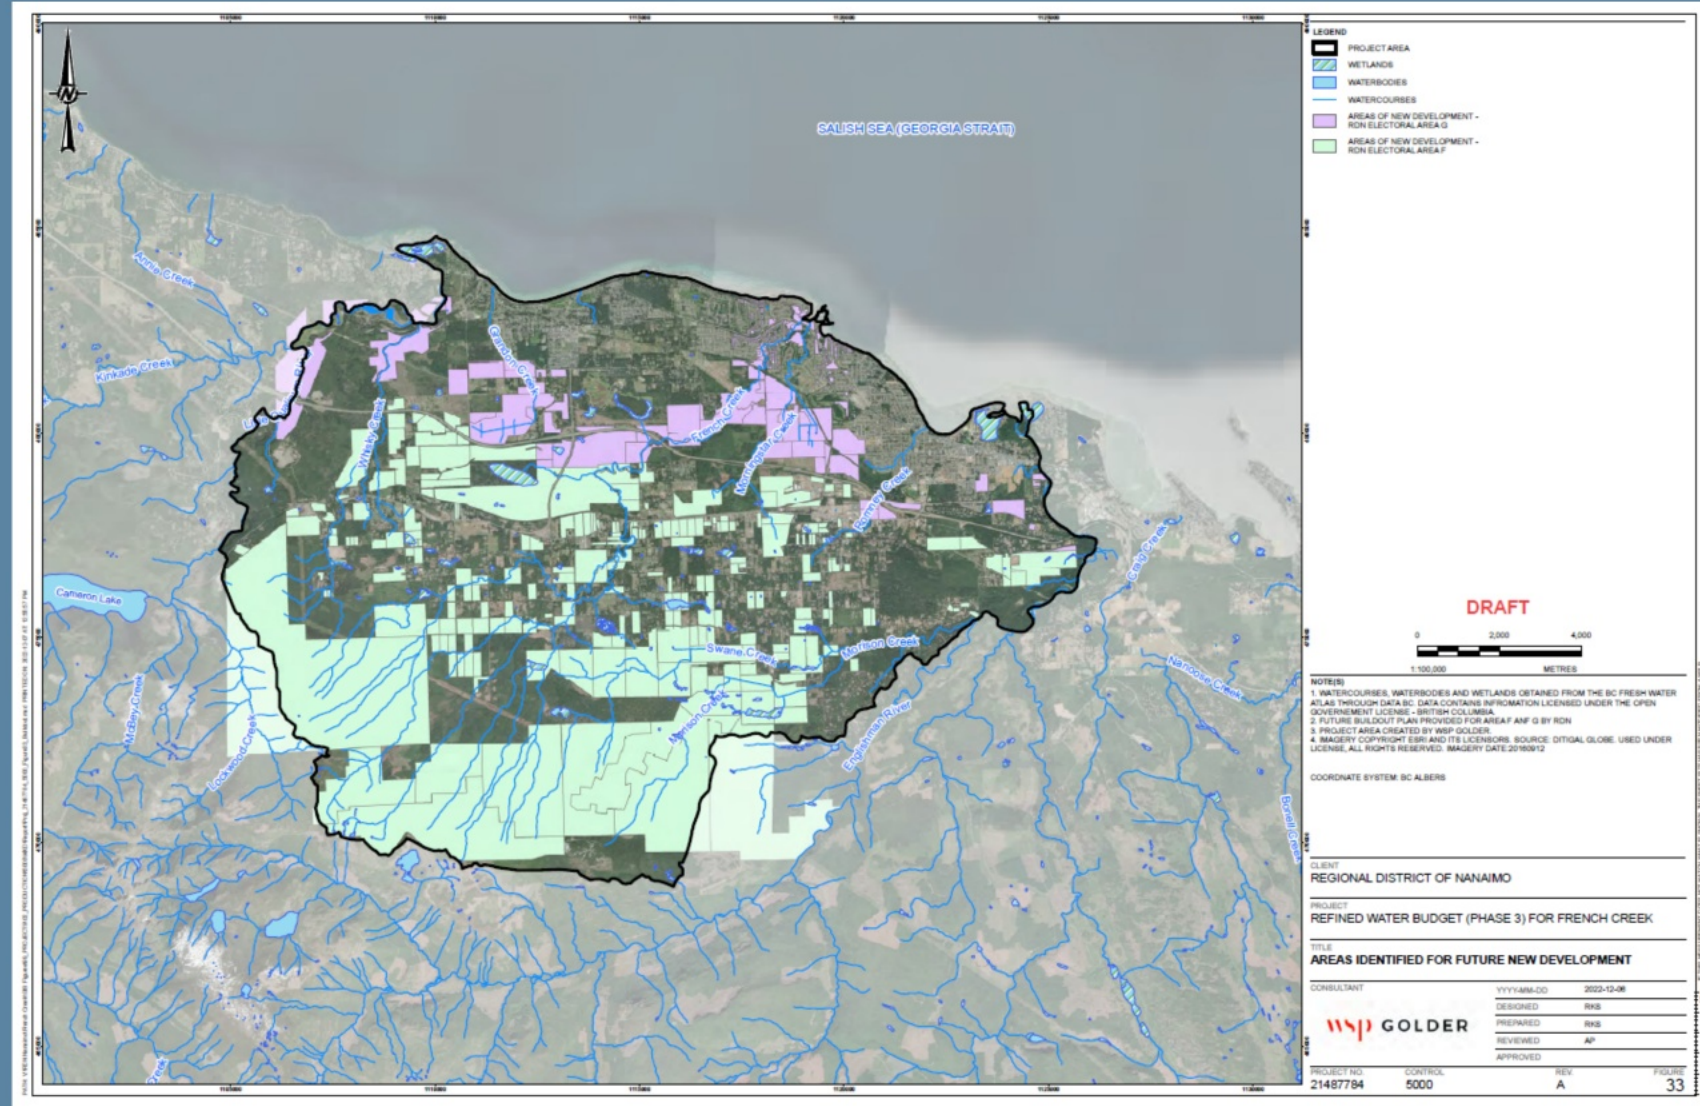 LEGEND
PROJECT AREA
WETLANDS
WATERBODIES
WATERCOURSES
AREAS OF NEW DEVELOPMENT -
RDN ELECTORAL AREA G
AREAS OF NEW DEVELOPMENT -
RDN ELECTORAL AREA F
N
SALISH SEA (GEORGIA STRAIT)
Annie Creek
Kinkade Creek
Grandon Creek
Whisky Creek
French Creek
Morningstar Creek
Romney Creek
Craig Creek
Cameron Lake
McBey Creek
Lockwood Creek
Swane Creek
Morison Creek
Morison Creek
Englishman River
Nanoose Creek
Bonell Creek
Creek
DRAFT
0 2,000 4,000
1:100,000 METRES
NOTE(S)
1. WATERCOURSES, WATERBODIES AND WETLANDS OBTAINED FROM THE BC FRESH WATER
ATLAS THROUGH DATA BC. DATA CONTAINS INFROMATION LICENSED UNDER THE OPEN
GOVERNEMENT LICENSE - BRITISH COLUMBIA.
2. FUTURE BUILDOUT PLAN PROVIDED FOR AREA F ANF G BY RDN
3. PROJECT AREA CREATED BY WSP GOLDER.
4. IMAGERY COPYRIGHT ESRI AND ITS LICENSORS. SOURCE: DITIGAL GLOBE. USED UNDER
LICENSE, ALL RIGHTS RESERVED. IMAGERY DATE:20160912
COORDNATE SYSTEM: BC ALBERS
CLIENT
REGIONAL DISTRICT OF NANAIMO
PROJECT
REFINED WATER BUDGET (PHASE 3) FOR FRENCH CREEK
TITLE
AREAS IDENTIFIED FOR FUTURE NEW DEVELOPMENT
CONSULTANT
wsp GOLDER
YYYY-MM-DD 2022-12-06
DESIGNED RKB
PREPARED RKB
REVIEWED AP
APPROVED
PROJECT NO. CONTROL REV. FIGURE
21487784 5000 A 33